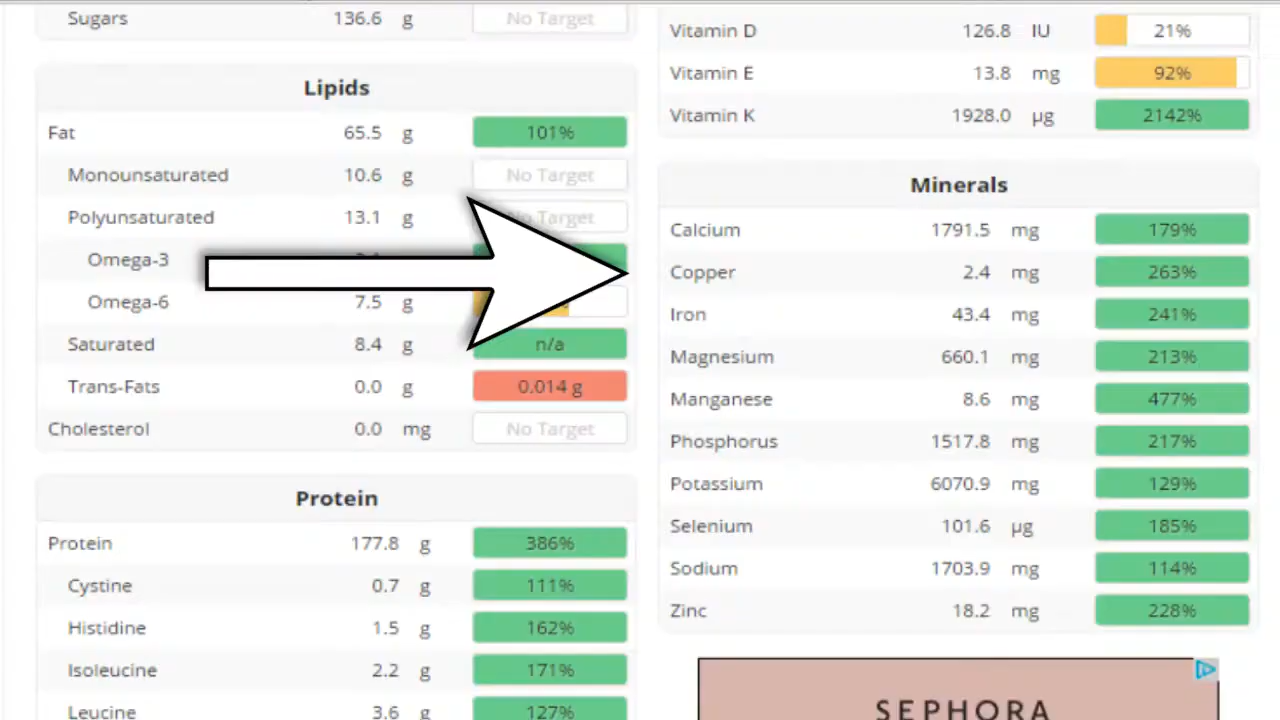 Sugars 136.6 g No Target
Lipids
Fat 65.5 g 101%
Monounsaturated 10.6 g No Target
Polyunsaturated 13.1 g Target
Omega-3
Omega-6 7.5 g
Saturated 8.4 g n/a
Trans-Fats 0.0 g 0.014 g
Cholesterol 0.0 mg No Target
Protein
Protein 177.8 g 386%
Cystine 0.7 g 111%
Histidine 1.5 g 162%
Isoleucine 2.2 g 171%
Leucine 3.6 g 127%
Vitamin D 126.8 IU 21%
Vitamin E 13.8 mg 92%
Vitamin K 1928.0 µg 2142%
Minerals
Calcium 1791.5 mg 179%
Copper 2.4 mg 263%
Iron 43.4 mg 241%
Magnesium 660.1 mg 213%
Manganese 8.6 mg 477%
Phosphorus 1517.8 mg 217%
Potassium 6070.9 mg 129%
Selenium 101.6 µg 185%
Sodium 1703.9 mg 114%
Zinc 18.2 mg 228%
SEPHORA